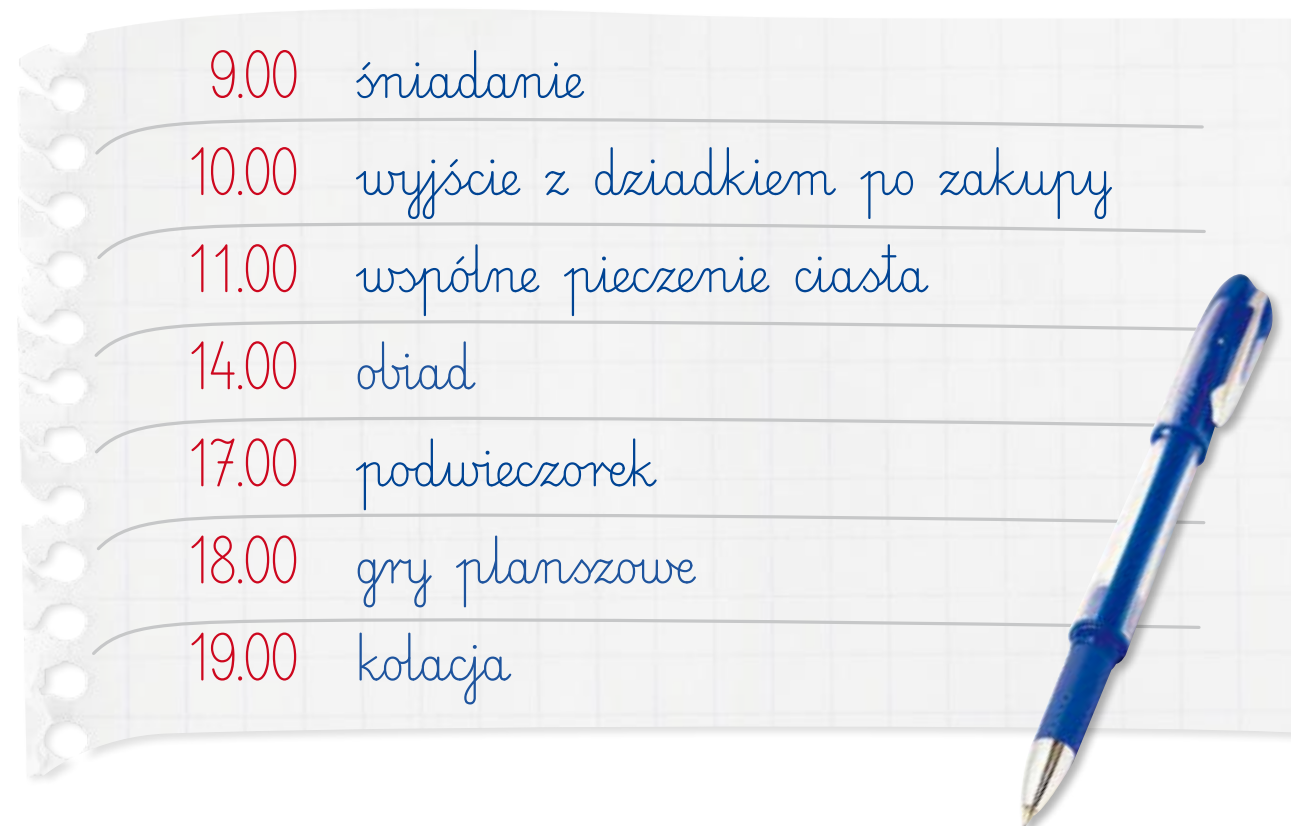 9.00 śniadanie
10.00 wyjście z dziadkiem po zakupy
11.00 wspólne pieczenie ciasta
14.00 obiad
17.00 podwieczorek
18.00 gry planszowe
19.00 kolacja